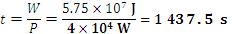 t = W/P = 5.75 × 10⁷ J / 4 × 10⁴ W = 1 437.5 s